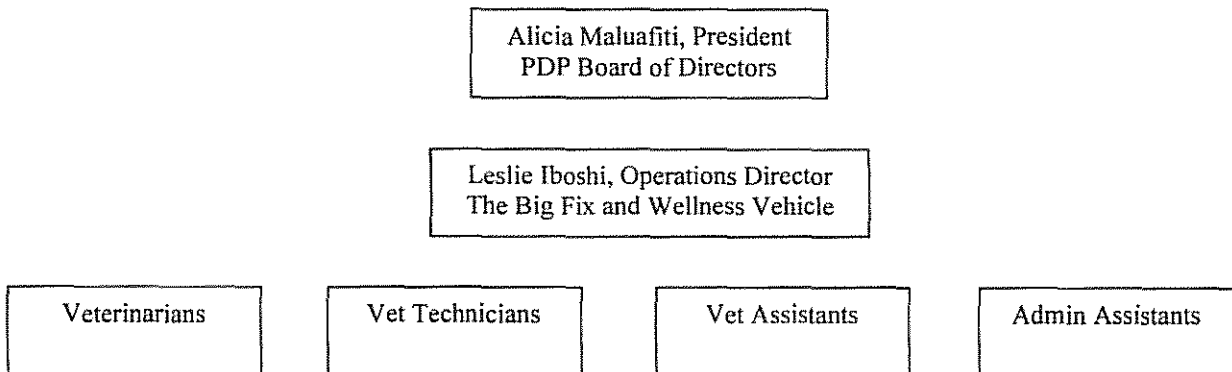 Alicia Maluafiti, President
PDP Board of Directors
Leslie Iboshi, Operations Director
The Big Fix and Wellness Vehicle
Veterinarians
Vet Technicians
Vet Assistants
Admin Assistants